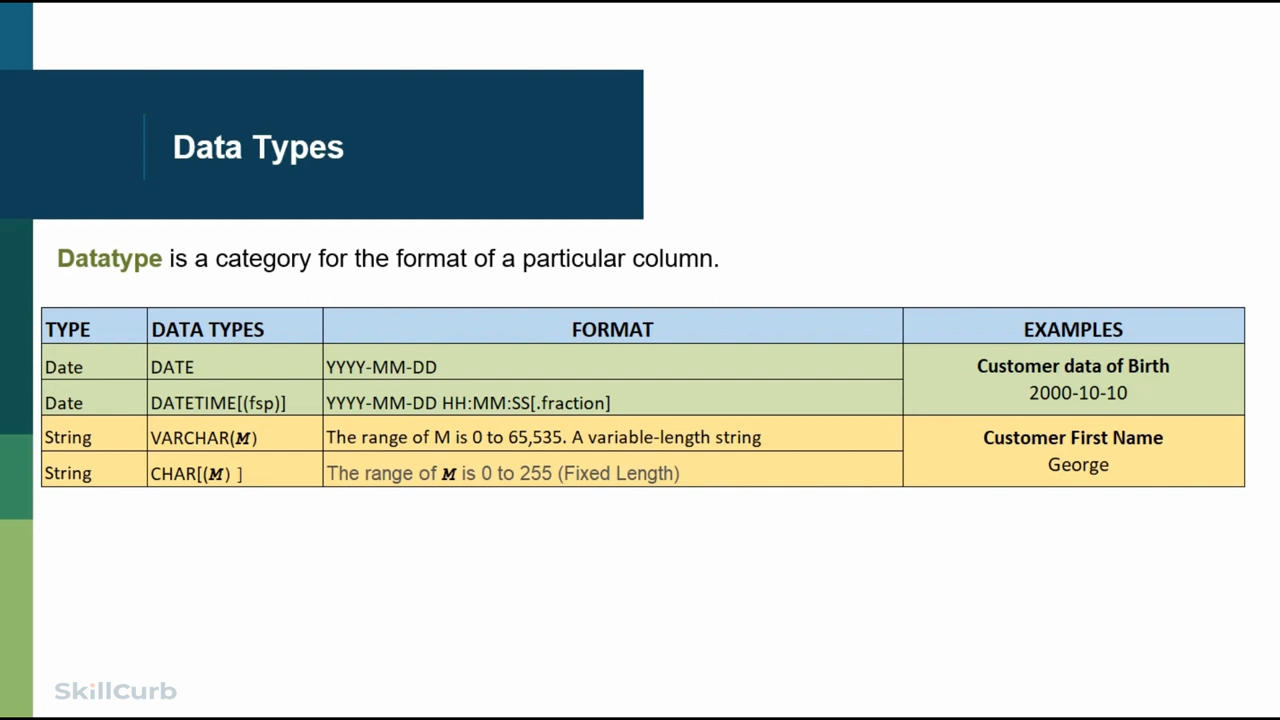 Data Types
Datatype is a category for the format of a particular column.
TYPE DATA TYPES FORMAT EXAMPLES
Date DATE YYYY-MM-DD Customer data of Birth
2000-10-10
Date DATETIME[(fsp)] YYYY-MM-DD HH:MM:SS[.fraction]
String VARCHAR(M) The range of M is 0 to 65,535. A variable-length string Customer First Name
George
String CHAR[(M) ] The range of M is 0 to 255 (Fixed Length)
SkillCurb